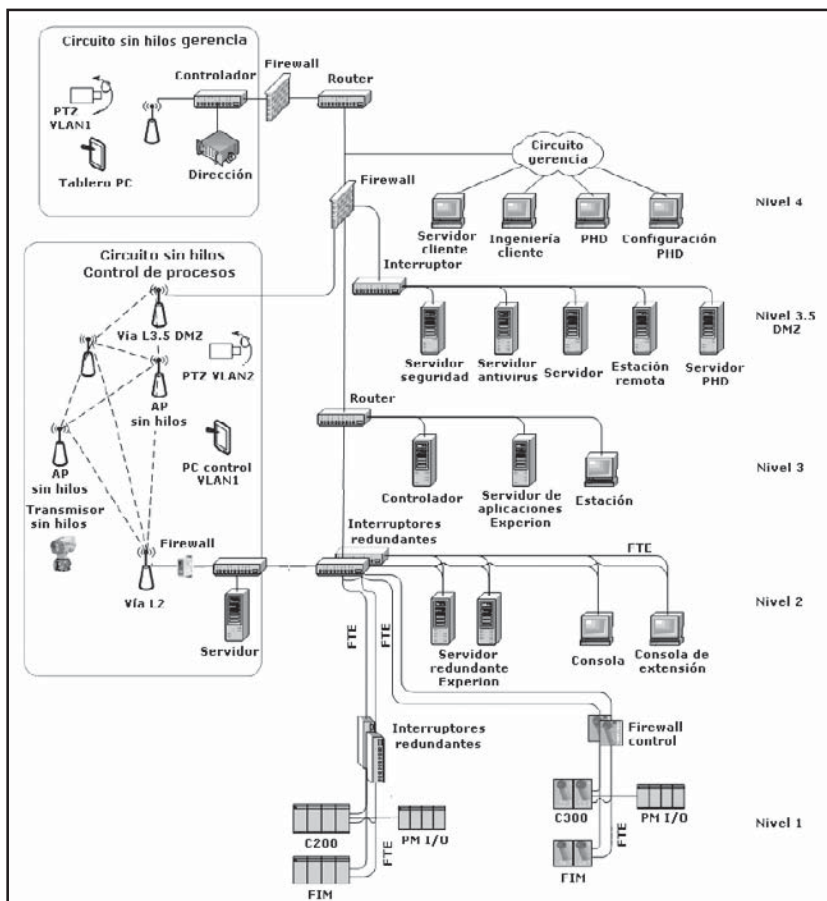 Circuito sin hilos gerencia
Firewall
Controlador
Router
PTZ
VLAN1
Tablero PC
Dirección
Circuito
gerencia
Firewall
Nivel 4
Servidor
cliente
Ingeniería
cliente
PHD
Configuración
PHD
Circuito sin hilos
Control de procesos
Interruptor
Vía L3.5 DMZ
Nivel 3.5
DMZ
PTZ VLAN2
AP
sin hilos
Servidor
seguridad
Servidor
antivirus
Servidor
Estación
remota
Servidor
PHD
Router
AP
sin hilos
PC control
VLAN1
Nivel 3
Controlador
Servidor de
aplicaciones
Experion
Estación
Transmisor
sin hilos
Interruptores
redundantes
Firewall
FTE
Vía L2
Nivel 2
Servidor
FTE
FTE
Servidor
redundante
Experion
Consola
Consola de
extensión
Interruptores
redundantes
Firewall
control
C200
PM I/O
C300
PM I/O
Nivel 1
FTE
FTE
FIM
FIM